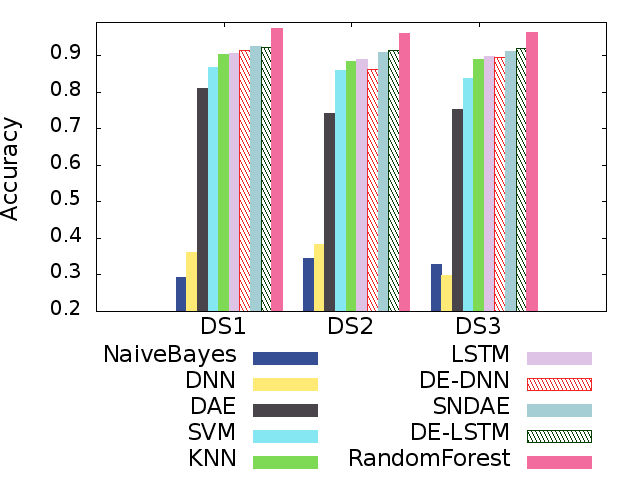 Accuracy
0.9
0.8
0.7
0.6
0.5
0.4
0.3
0.2
DS1 DS2 DS3
NaiveBayes
DNN
DAE
SVM
KNN
LSTM
DE-DNN
SNDAE
DE-LSTM
RandomForest